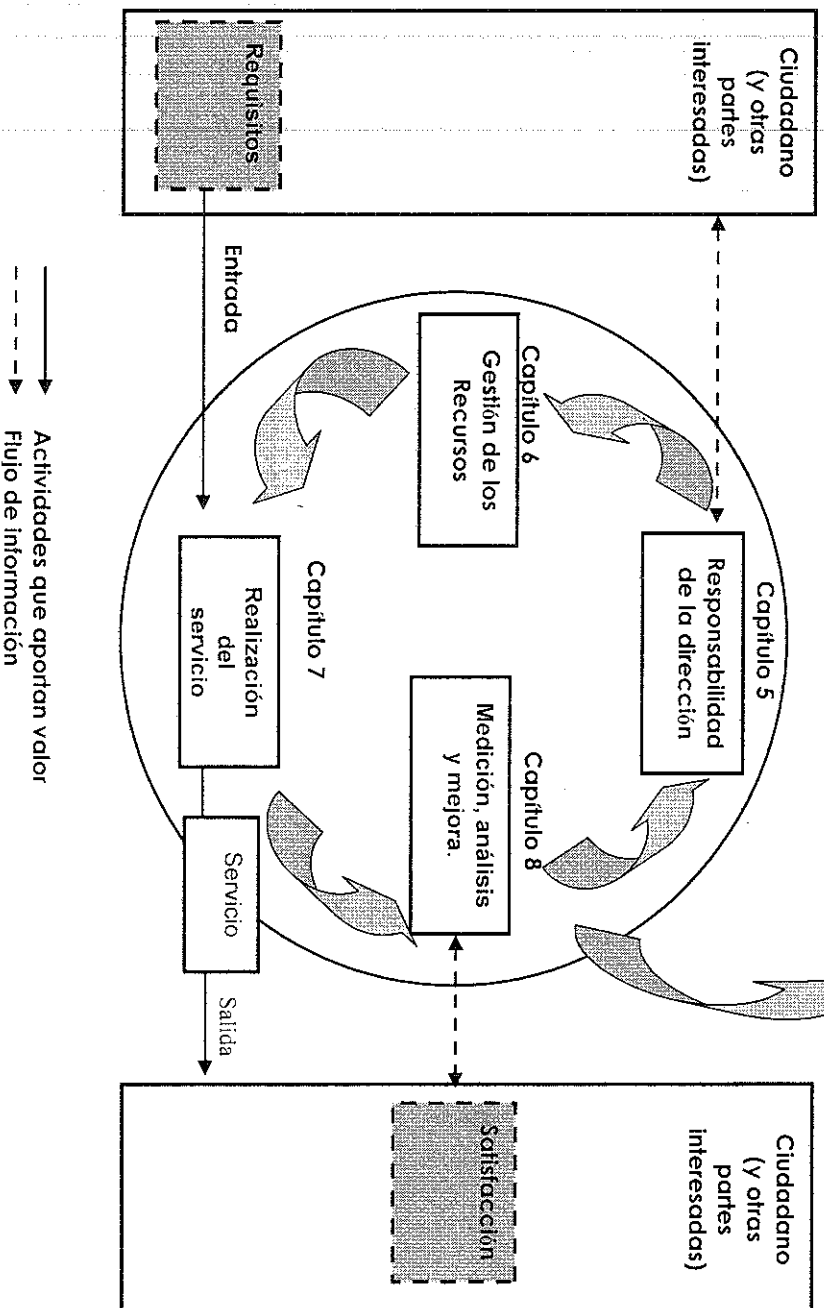 Ciudadano
(y otras
partes
interesadas)
Requisitos
Entrada
Capítulo 5
Responsabilidad
de la dirección
Capítulo 6
Gestión de los
Recursos
Capítulo 8
Medición, análisis
y mejora.
Capítulo 7
Realización
del
servicio
Servicio
Salida
Ciudadano
(y otras
partes
interesadas)
Satisfacción
Actividades que aportan valor
Flujo de información